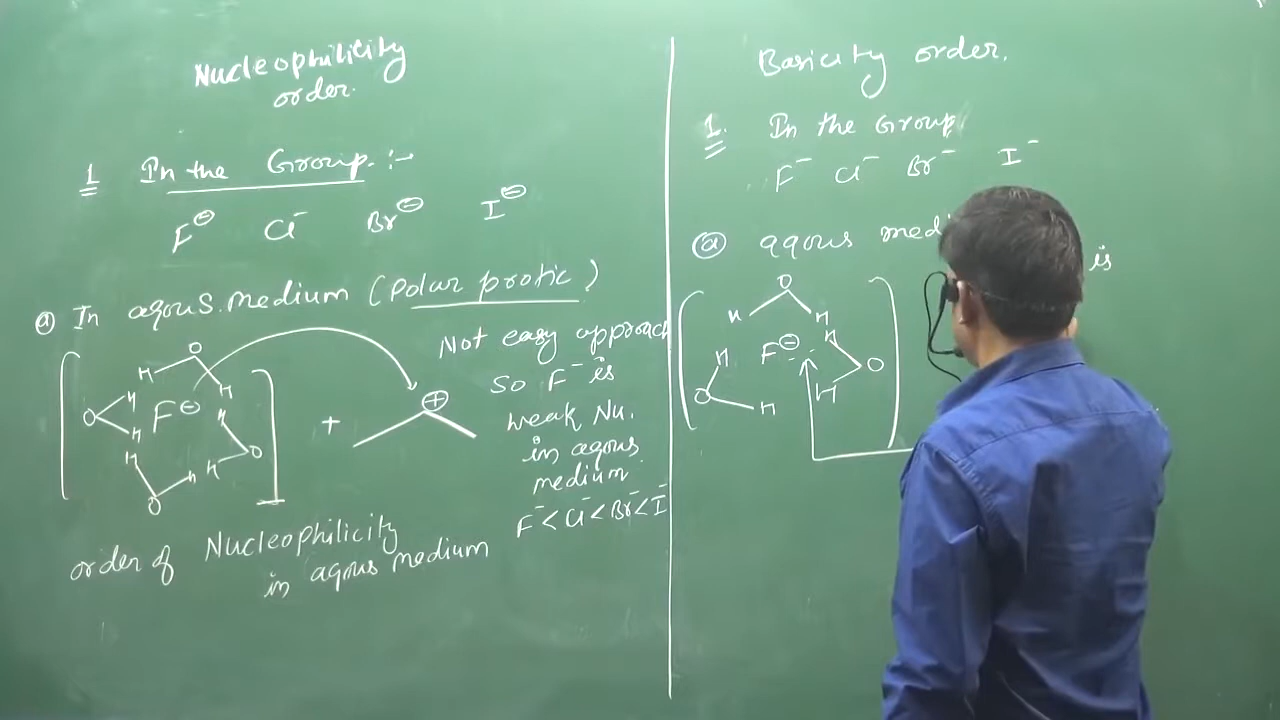 Nucleophilicity
order.
1 In the Group :-
F⊖ Cl⁻ Br⊖ I⊖
(a) In aqous medium (Polar protic)
O
H H
O H H F⊖ H
H H H O
O
+ ⊕
Not easy approach
so F⁻ is
weak Nu.
in aqous
medium.
F⁻ < Cl⁻ < Br⁻ < I⁻
order of Nucleophilicity
in aqous medium
Basicity order.
1. In the Group
F⁻ Cl⁻ Br⁻ I⁻
(a) aqous medi
is
O
H H
H F⊖ H O
O H H